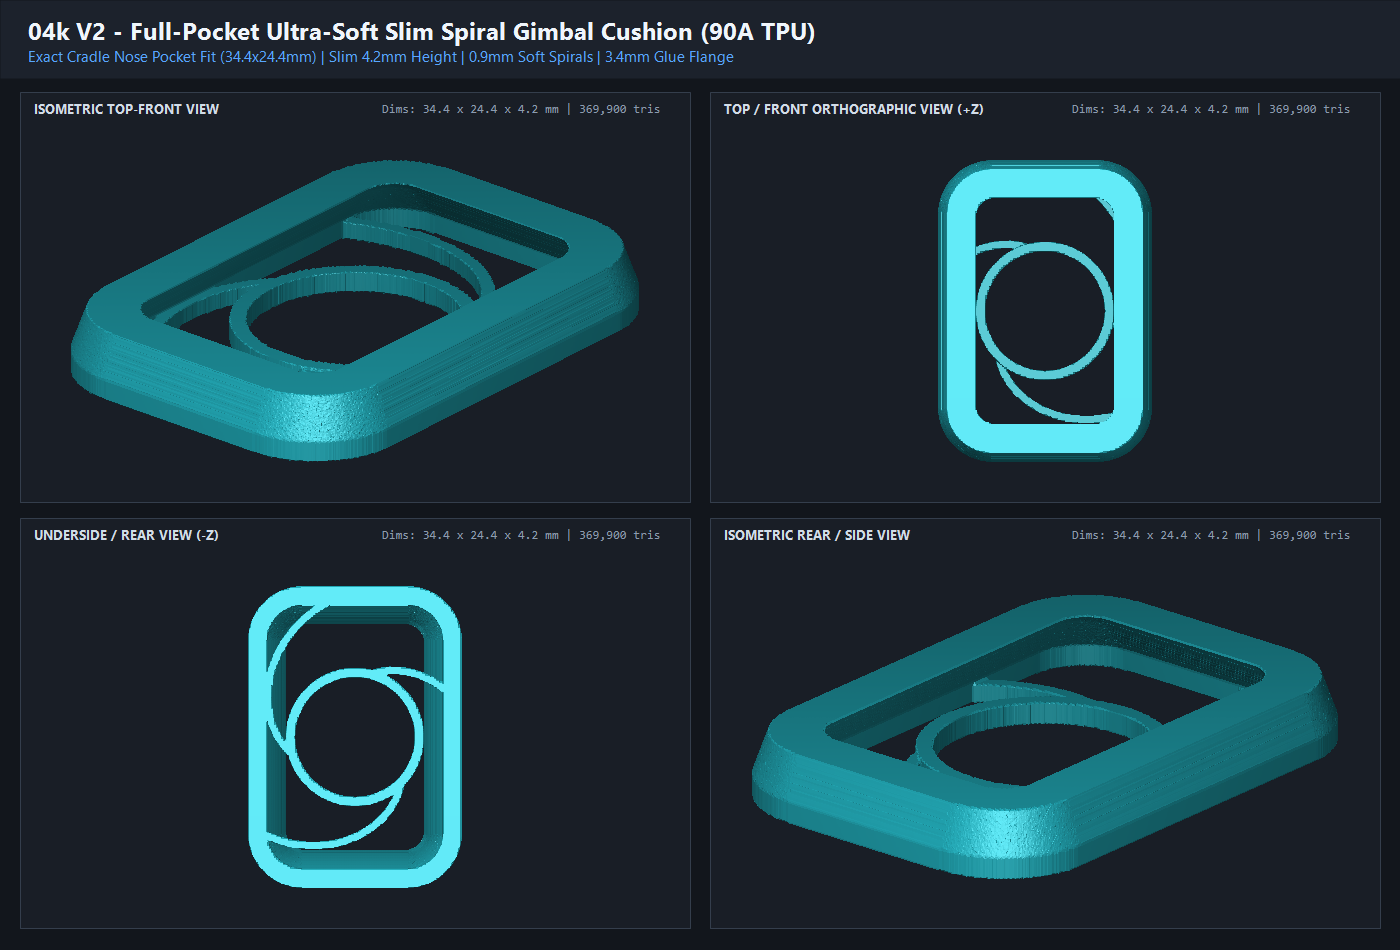 04k V2 - Full-Pocket Ultra-Soft Slim Spiral Gimbal Cushion (90A TPU)
Exact Cradle Nose Pocket Fit (34.4x24.4mm) | Slim 4.2mm Height | 0.9mm Soft Spirals | 3.4mm Glue Flange
ISOMETRIC TOP-FRONT VIEW
Dims: 34.4 x 24.4 x 4.2 mm | 369,900 tris
TOP / FRONT ORTHOGRAPHIC VIEW (+Z)
Dims: 34.4 x 24.4 x 4.2 mm | 369,900 tris
UNDERSIDE / REAR VIEW (-Z)
Dims: 34.4 x 24.4 x 4.2 mm | 369,900 tris
ISOMETRIC REAR / SIDE VIEW
Dims: 34.4 x 24.4 x 4.2 mm | 369,900 tris